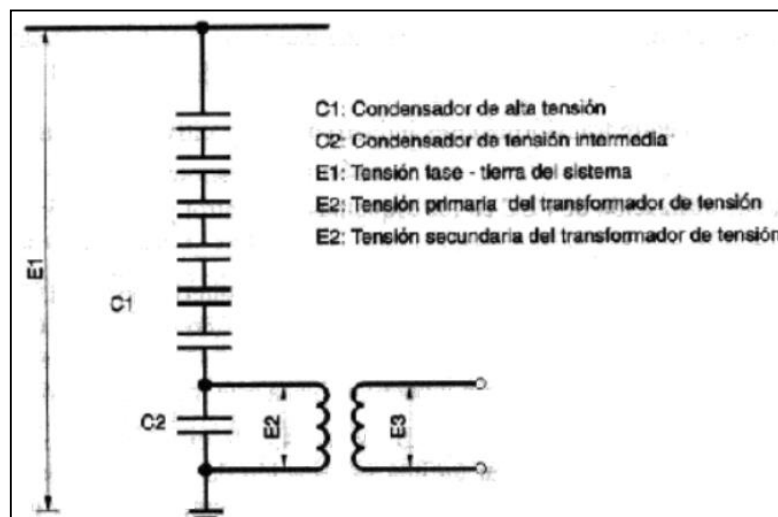 C1: Condensador de alta tensión
C2: Condensador de tensión intermedia
E1: Tensión fase - tierra del sistema
E2: Tensión primaria del transformador de tensión
E2: Tensión secundaria del transformador de tensión
E1
C1
C2
E2
E3